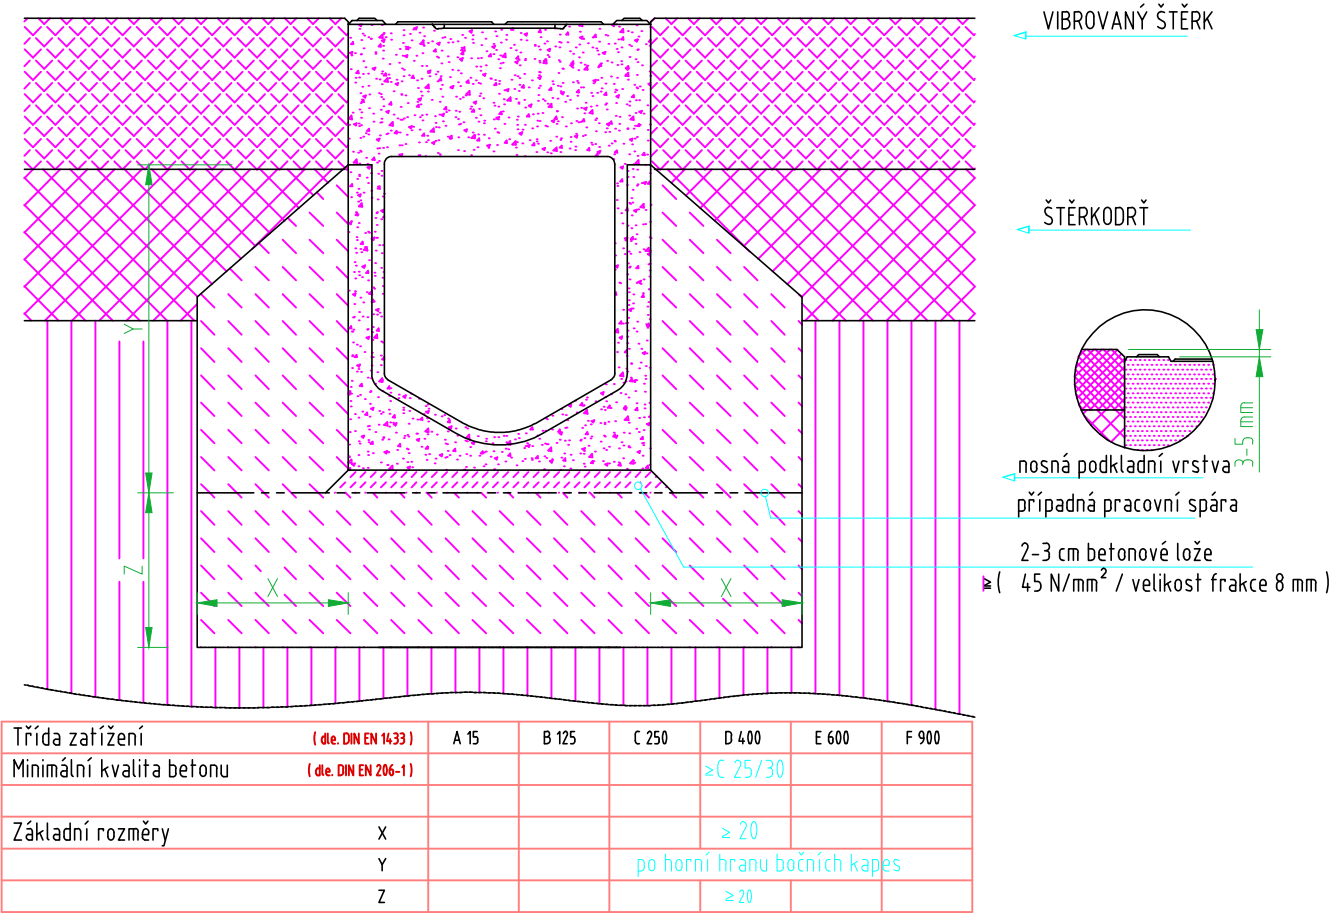 VIBROVANÝ ŠTĚRK
ŠTĚRKODRŤ
3-5 mm
nosná podkladní vrstva
případná pracovní spára
2-3 cm betonové lože
≥ ( 45 N/mm² / velikost frakce 8 mm )
Y
Z
X
X
Třída zatížení ( dle. DIN EN 1433 ) A 15 B 125 C 250 D 400 E 600 F 900
Minimální kvalita betonu ( dle. DIN EN 206-1 ) ≥C 25/30
Základní rozměry X ≥ 20
Y po horní hranu bočních kapes
Z ≥ 20